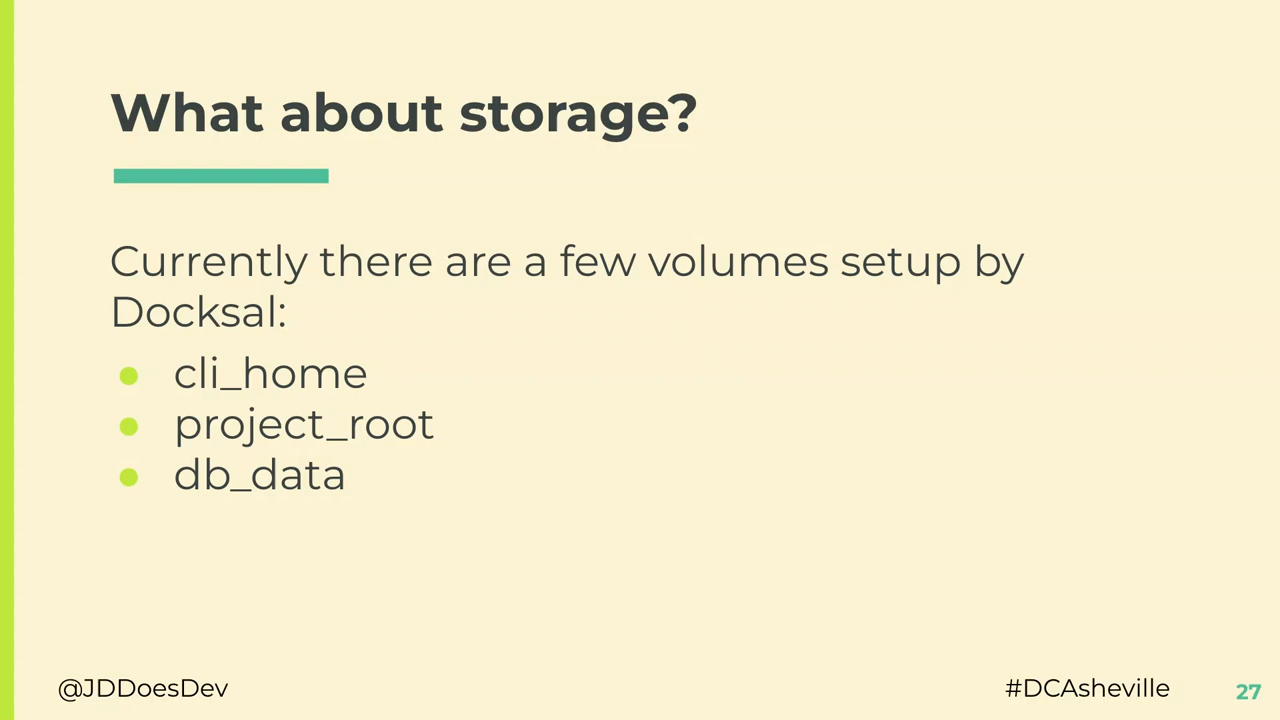 What about storage?
Currently there are a few volumes setup by
Docksal:
● cli_home
● project_root
● db_data
@JDDoesDev
#DCAsheville
27